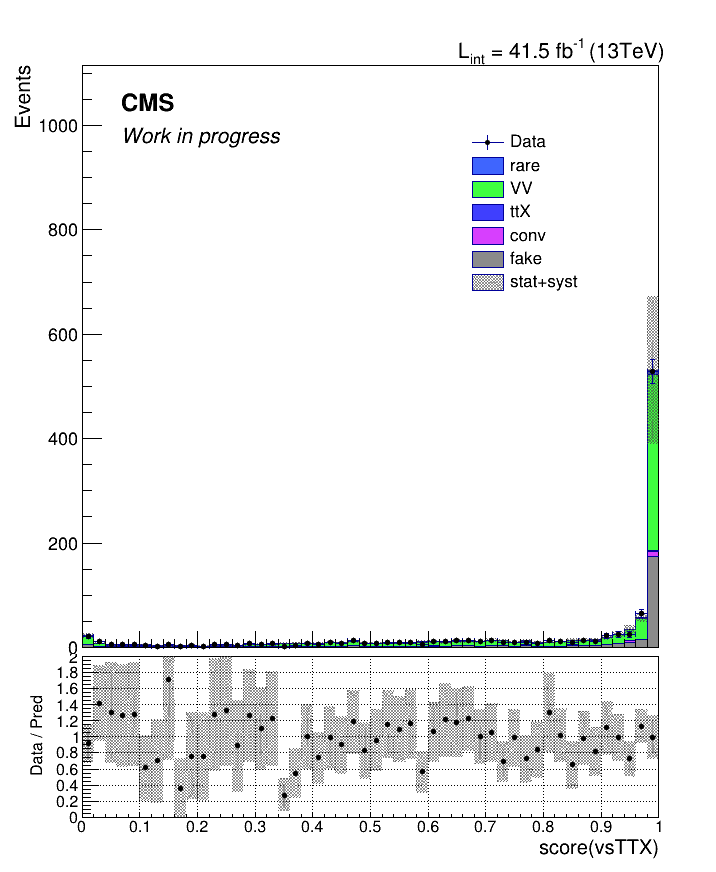 L_int = 41.5 fb^-1 (13TeV)
Events
CMS
Work in progress
Data
rare
VV
ttX
conv
fake
stat+syst
1000
800
600
400
200
0
Data / Pred
2
1.8
1.6
1.4
1.2
1
0.8
0.6
0.4
0.2
0
0 0.1 0.2 0.3 0.4 0.5 0.6 0.7 0.8 0.9 1
score(vsTTX)